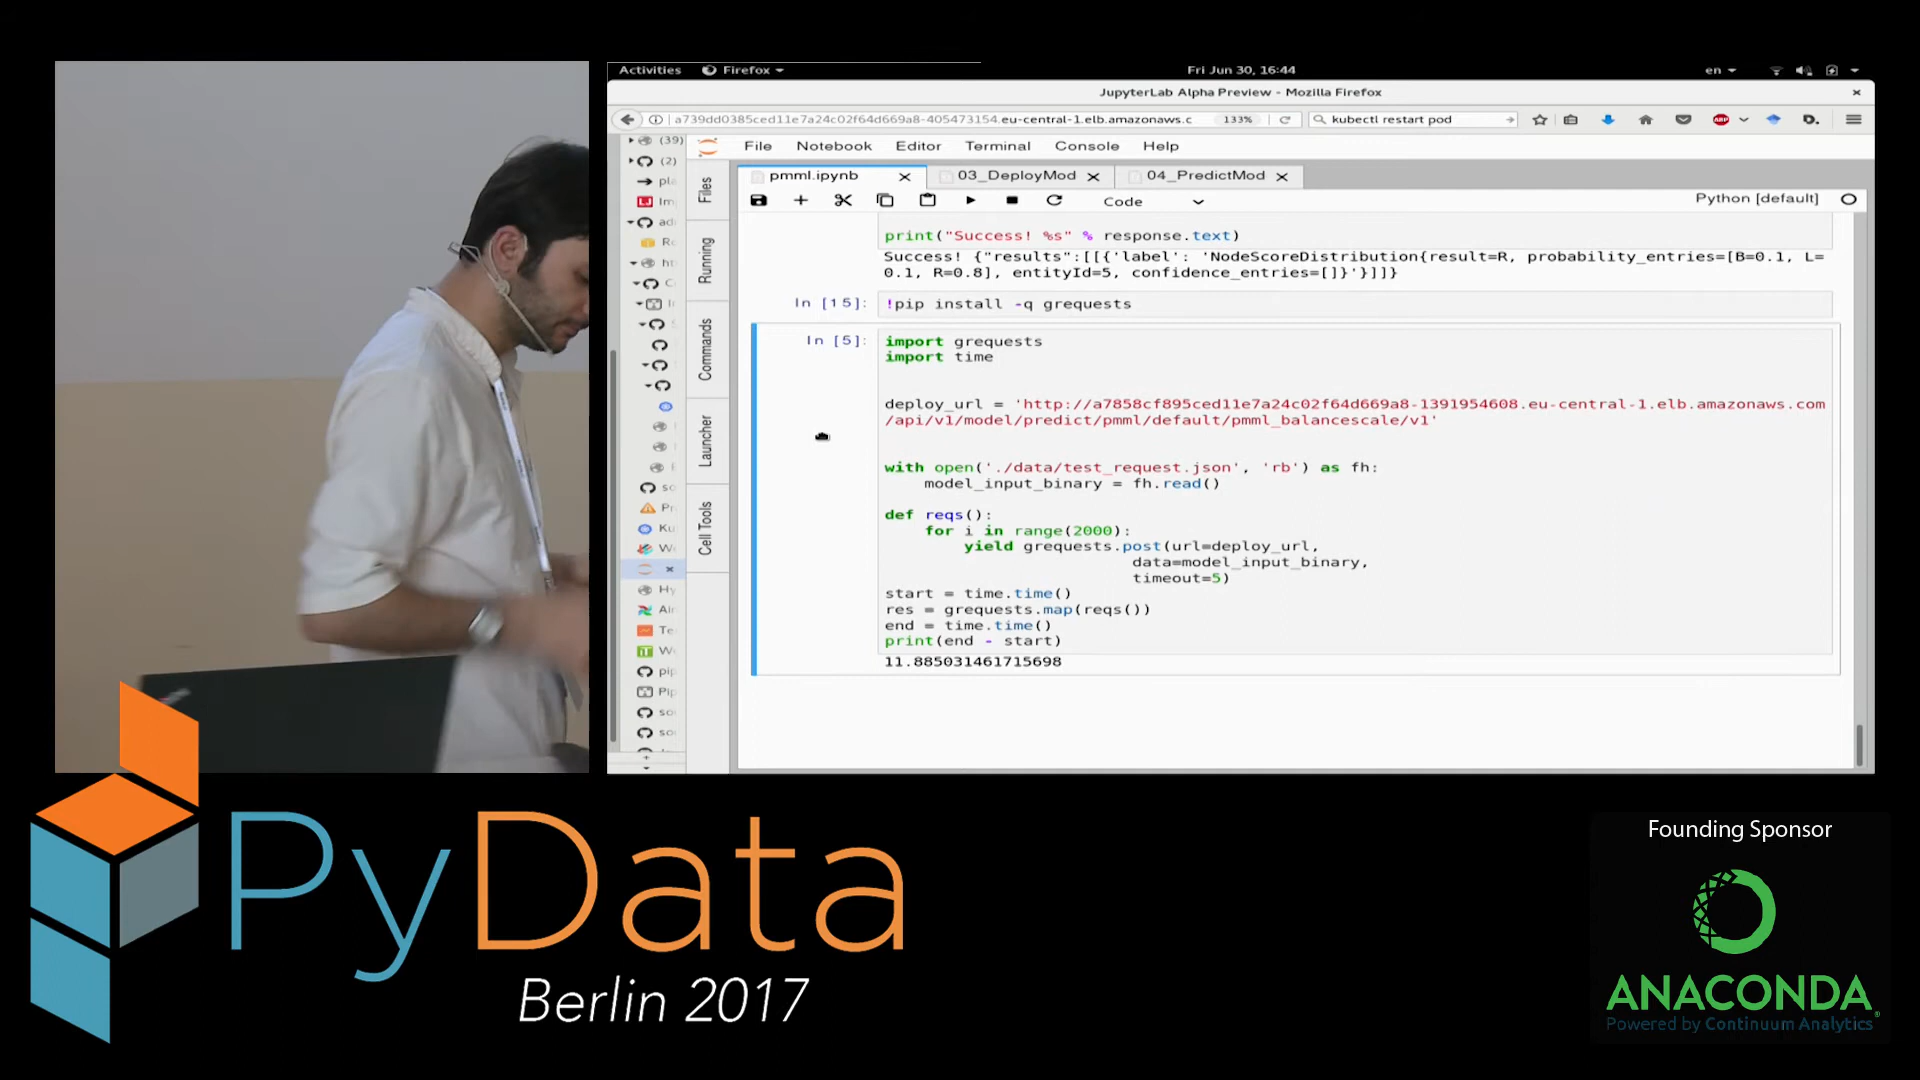 Activities Firefox Fri Jun 30, 16:44 en
JupyterLab Alpha Preview - Mozilla Firefox
a739dd0385ced11e7a24c02f64d669a8-405473154.eu-central-1.elb.amazonaws.c 133% kubectl restart pod
ABP
D.
(39)
(2)
File Notebook Editor Terminal Console Help
pmml.ipynb 03_DeployMod 04_PredictMod
Code Python [default]
Files
Running
Commands
Launcher
Cell Tools
print("Success! %s" % response.text)
Success! {"results":[[{'label': 'NodeScoreDistribution{result=R, probability_entries=[B=0.1, L=
0.1, R=0.8], entityId=5, confidence_entries=[]}'}]]}
In [15]: !pip install -q grequests
In [5]: import grequests
import time
deploy_url = 'http://a7858cf895ced11e7a24c02f64d669a8-1391954608.eu-central-1.elb.amazonaws.com
/api/v1/model/predict/pmml/default/pmml_balancescale/v1'
with open('./data/test_request.json', 'rb') as fh:
model_input_binary = fh.read()
def reqs():
for i in range(2000):
yield grequests.post(url=deploy_url,
data=model_input_binary,
timeout=5)
start = time.time()
res = grequests.map(reqs())
end = time.time()
print(end - start)
11.885031461715698
PyData
Berlin 2017
Founding Sponsor
ANACONDA
Powered by Continuum Analytics